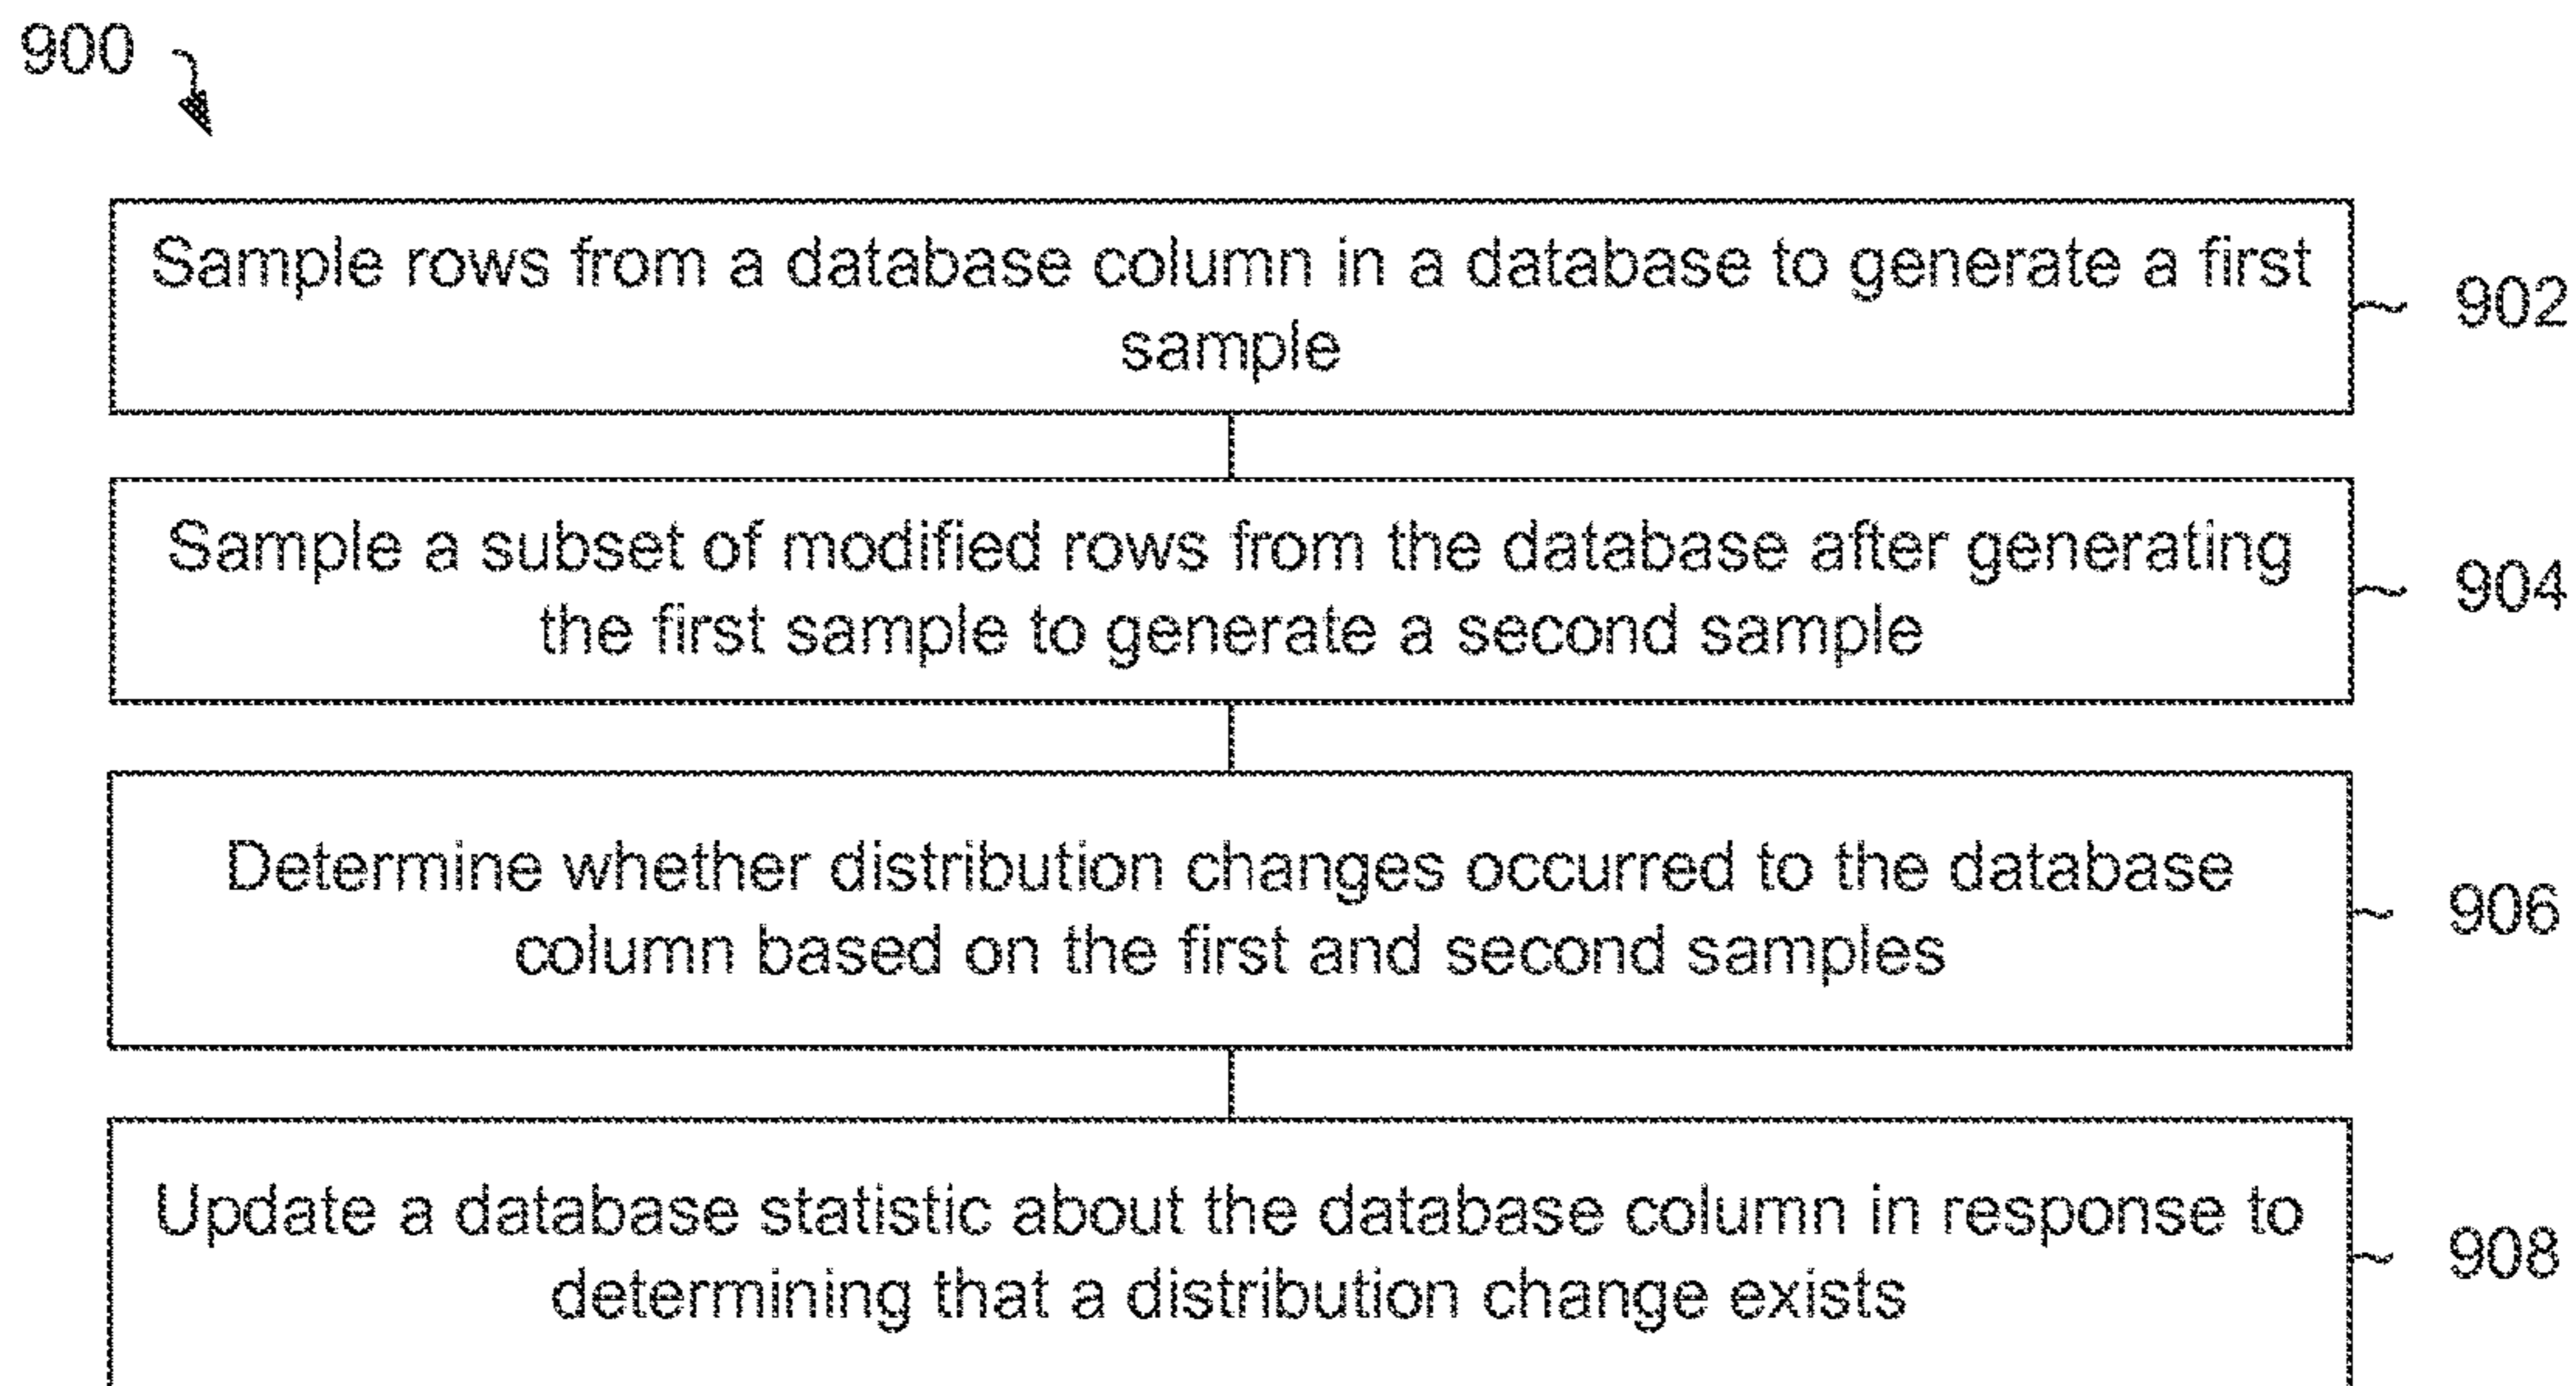 900
Sample rows from a database column in a database to generate a first
sample
902
Sample a subset of modified rows from the database after generating
the first sample to generate a second sample
904
Determine whether distribution changes occurred to the database
column based on the first and second samples
906
Update a database statistic about the database column in response to
determining that a distribution change exists
908